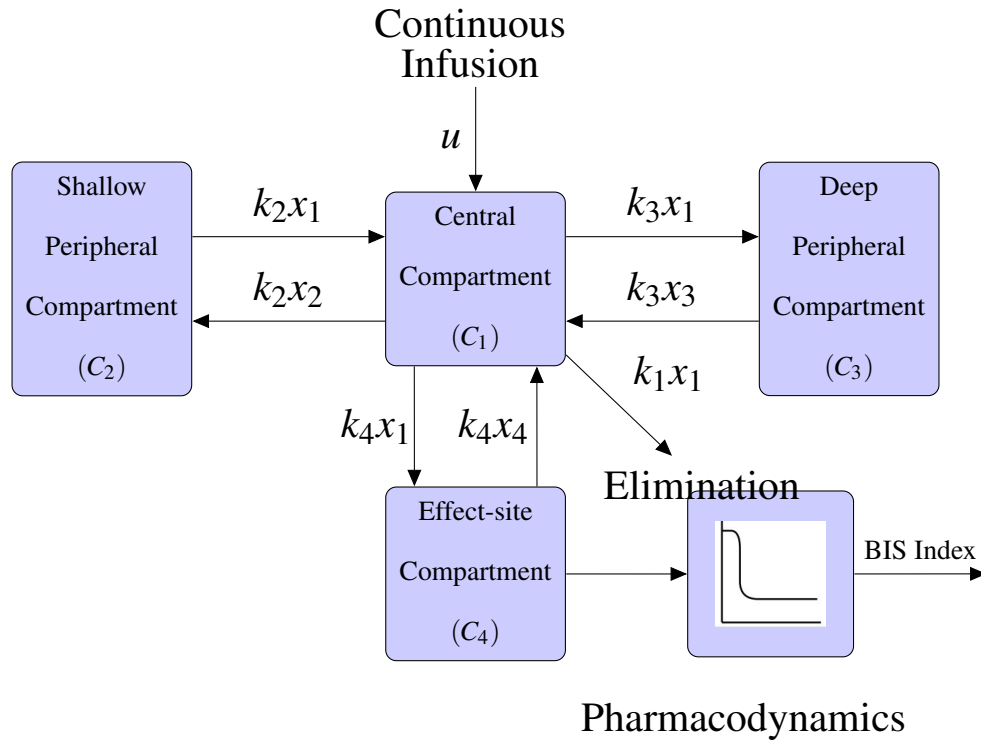 Continuous
Infusion
u
Shallow
Peripheral
Compartment
(C₂)
k₂x₁
k₂x₂
Central
Compartment
(C₁)
k₃x₁
k₃x₃
Deep
Peripheral
Compartment
(C₃)
k₁x₁
k₄x₁
k₄x₄
Elimination
Effect-site
Compartment
(C₄)
BIS Index
Pharmacodynamics